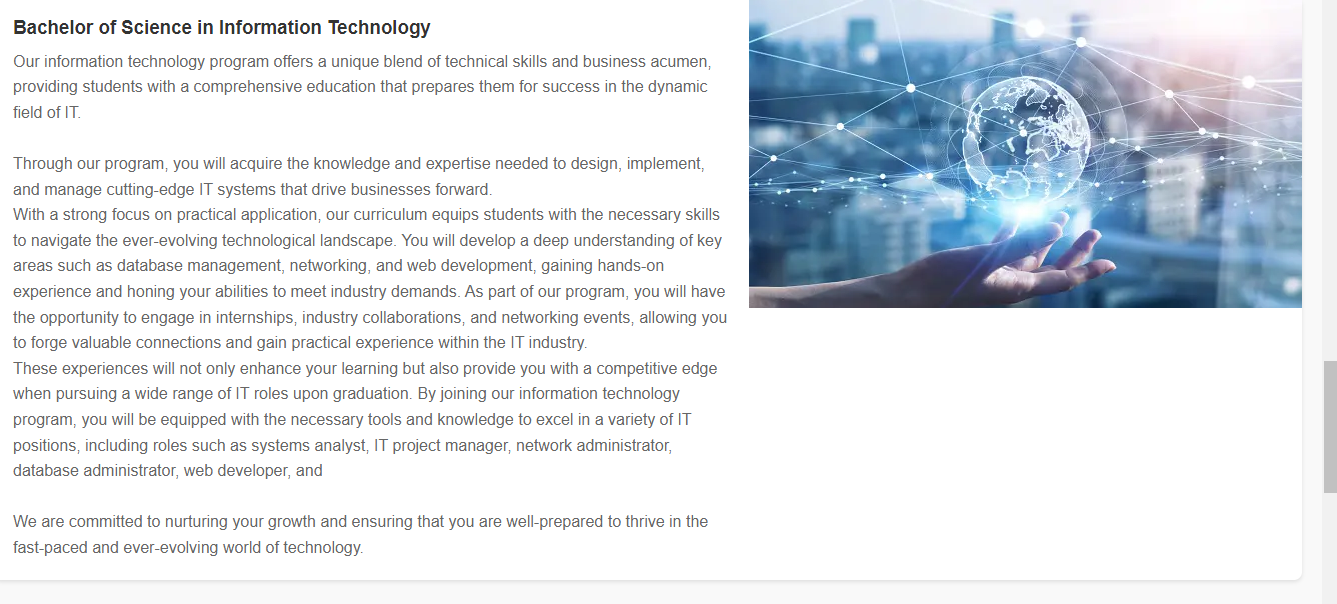 Bachelor of Science in Information Technology
Our information technology program offers a unique blend of technical skills and business acumen,
providing students with a comprehensive education that prepares them for success in the dynamic
field of IT.
Through our program, you will acquire the knowledge and expertise needed to design, implement,
and manage cutting-edge IT systems that drive businesses forward.
With a strong focus on practical application, our curriculum equips students with the necessary skills
to navigate the ever-evolving technological landscape. You will develop a deep understanding of key
areas such as database management, networking, and web development, gaining hands-on
experience and honing your abilities to meet industry demands. As part of our program, you will have
the opportunity to engage in internships, industry collaborations, and networking events, allowing you
to forge valuable connections and gain practical experience within the IT industry.
These experiences will not only enhance your learning but also provide you with a competitive edge
when pursuing a wide range of IT roles upon graduation. By joining our information technology
program, you will be equipped with the necessary tools and knowledge to excel in a variety of IT
positions, including roles such as systems analyst, IT project manager, network administrator,
database administrator, web developer, and
We are committed to nurturing your growth and ensuring that you are well-prepared to thrive in the
fast-paced and ever-evolving world of technology.